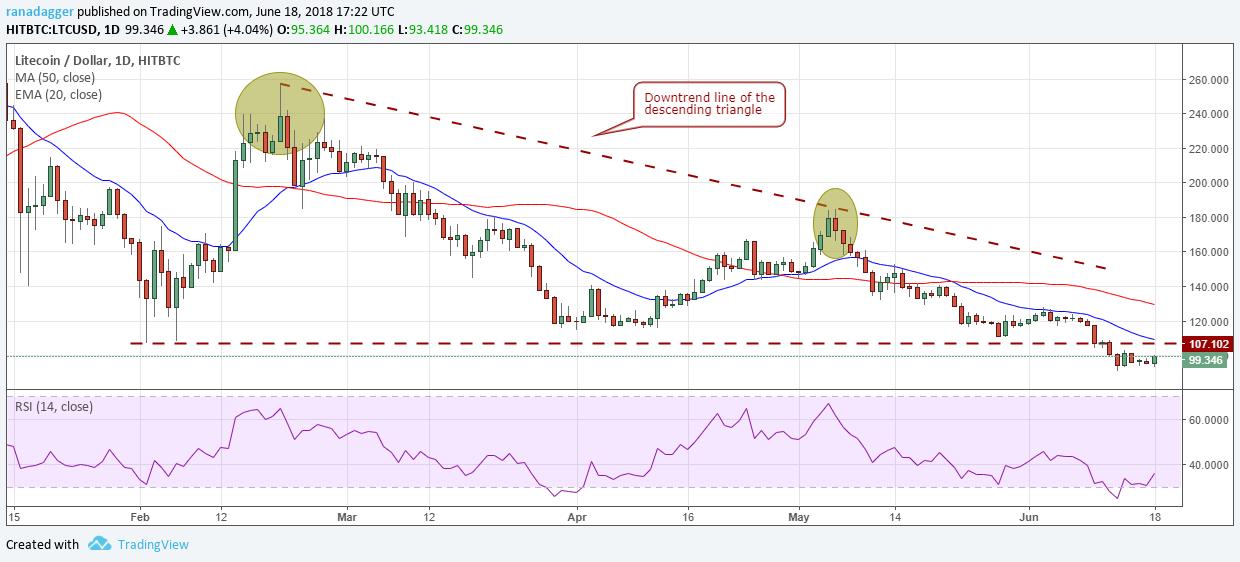 ranadagger published on TradingView.com, June 18, 2018 17:22 UTC
HITBTC:LTCUSD, 1D 99.346 ▲ +3.861 (+4.04%) O:95.364 H:100.166 L:93.418 C:99.346
Litecoin / Dollar, 1D, HITBTC
MA (50, close)
EMA (20, close)
Downtrend line of the
descending triangle
260.000
240.000
220.000
200.000
180.000
160.000
140.000
120.000
107.102
99.346
RSI (14, close)
60.0000
40.0000
15 Feb 12 Mar 12 Apr 16 May 14 Jun 18
Created with TradingView